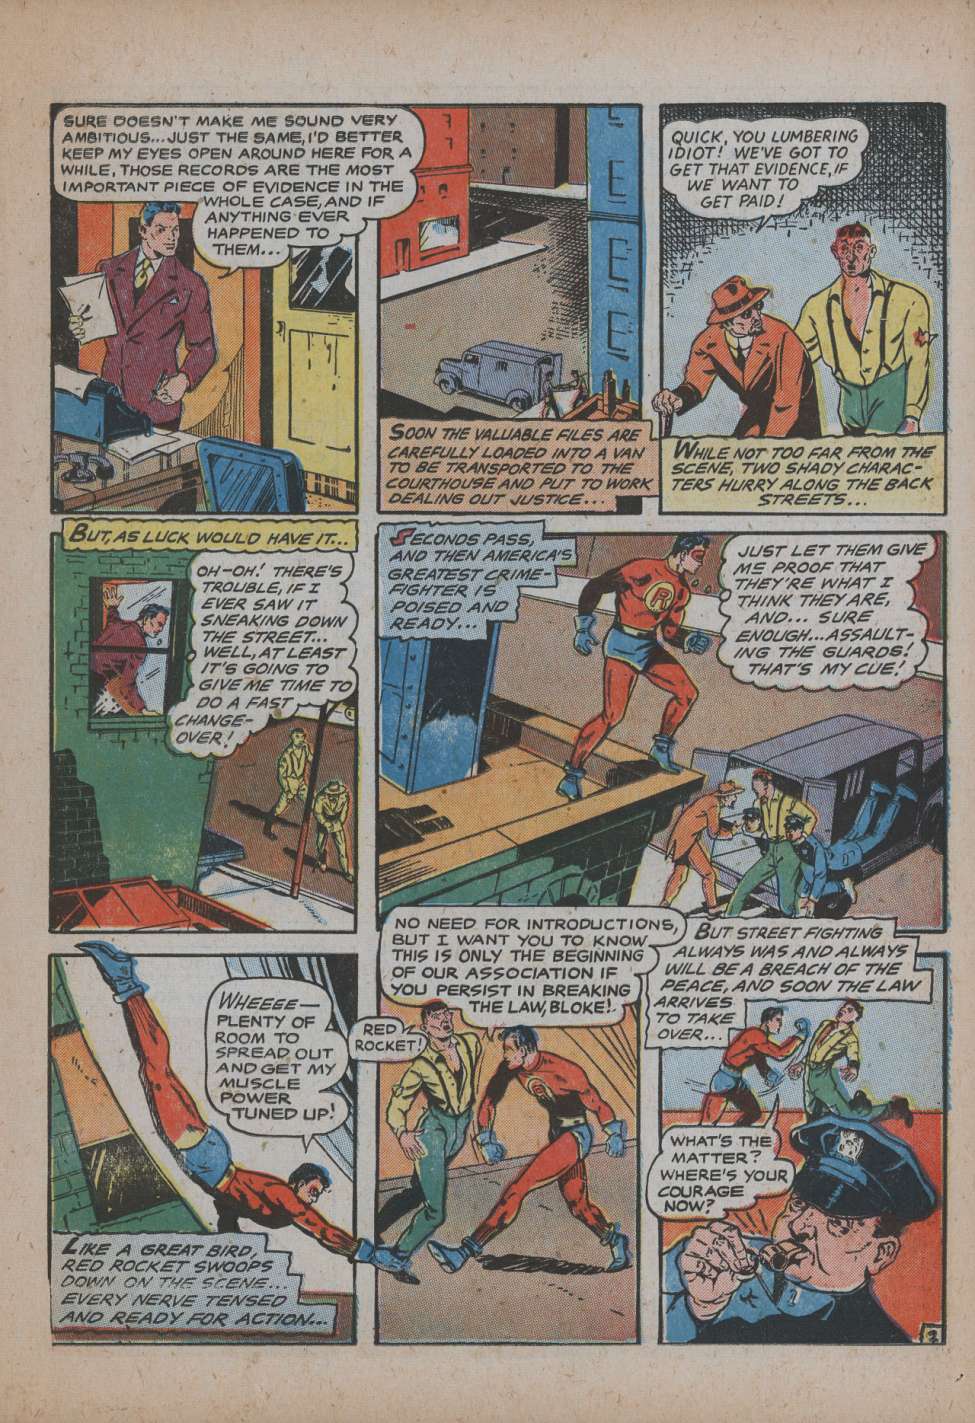 SURE DOESN'T MAKE ME SOUND VERY
AMBITIOUS...JUST THE SAME, I'D BETTER
KEEP MY EYES OPEN AROUND HERE FOR A
WHILE, THOSE RECORDS ARE THE MOST
IMPORTANT PIECE OF EVIDENCE IN THE
WHOLE CASE, AND IF
ANYTHING EVER
HAPPENED TO
THEM...
SOON THE VALUABLE FILES ARE
CAREFULLY LOADED INTO A VAN
TO BE TRANSPORTED TO THE
COURTHOUSE AND PUT TO WORK
DEALING OUT JUSTICE...
QUICK, YOU LUMBERING
IDIOT! WE'VE GOT TO
GET THAT EVIDENCE, IF
WE WANT TO
GET PAID!
WHILE NOT TOO FAR FROM THE
SCENE, TWO SHADY CHARAC-
TERS HURRY ALONG THE BACK
STREETS...
BUT, AS LUCK WOULD HAVE IT...
OH-OH! THERE'S
TROUBLE, IF I
EVER SAW IT
SNEAKING DOWN
THE STREET...
WELL, AT LEAST
IT'S GOING TO
GIVE ME TIME TO
DO A FAST
CHANGE-
OVER!
SECONDS PASS,
AND THEN AMERICA'S
GREATEST CRIME-
FIGHTER IS
POISED AND
READY...
R
JUST LET THEM GIVE
ME PROOF THAT
THEY'RE WHAT I
THINK THEY ARE,
AND... SURE
ENOUGH...ASSAULT-
ING THE GUARDS!
THAT'S MY CUE!
WHEEEE—
PLENTY OF
ROOM TO
SPREAD OUT
AND GET MY
MUSCLE
POWER
TUNED UP!
LIKE A GREAT BIRD,
RED ROCKET SWOOPS
DOWN ON THE SCENE...
EVERY NERVE TENSED
AND READY FOR ACTION...
NO NEED FOR INTRODUCTIONS,
BUT I WANT YOU TO KNOW
THIS IS ONLY THE BEGINNING
OF OUR ASSOCIATION IF
YOU PERSIST IN BREAKING
THE LAW, BLOKE!
RED
ROCKET!
R
BUT STREET FIGHTING
ALWAYS WAS AND ALWAYS
WILL BE A BREACH OF THE
PEACE, AND SOON THE LAW
ARRIVES
TO TAKE
OVER...
WHAT'S THE
MATTER?
WHERE'S YOUR
COURAGE
NOW?